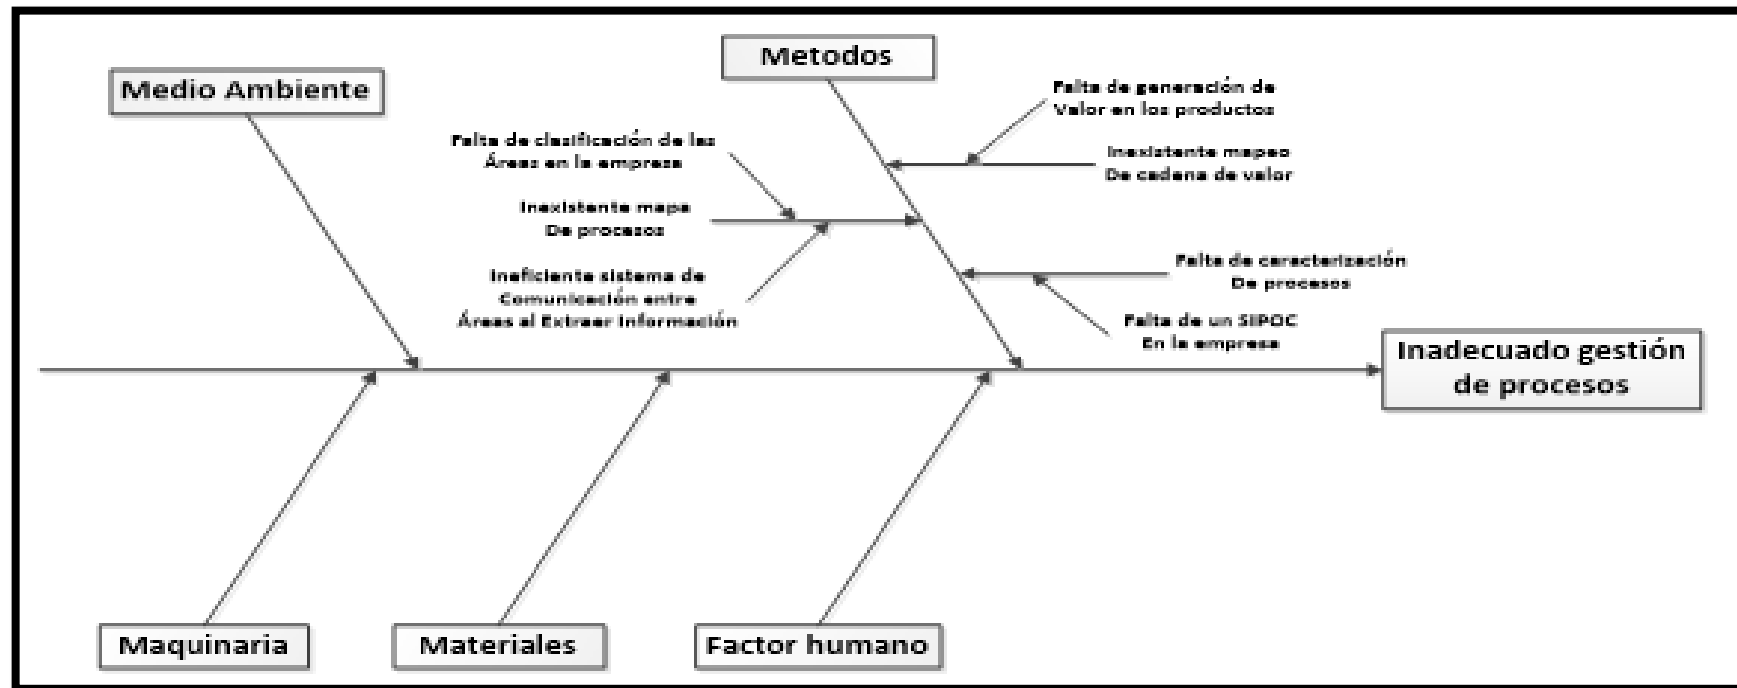 Metodos
Medio Ambiente
Falta de generación de
Valor en los productos
Falta de clasificación de las
Áreas en la empresa
Inexistente mapeo
De cadena de valor
Inexistente mapa
De procesos
Ineficiente sistema de
Comunicación entre
Áreas al Extraer Información
Falta de caracterización
De procesos
Falta de un SIPOC
En la empresa
Inadecuado gestión
de procesos
Maquinaria
Materiales
Factor humano